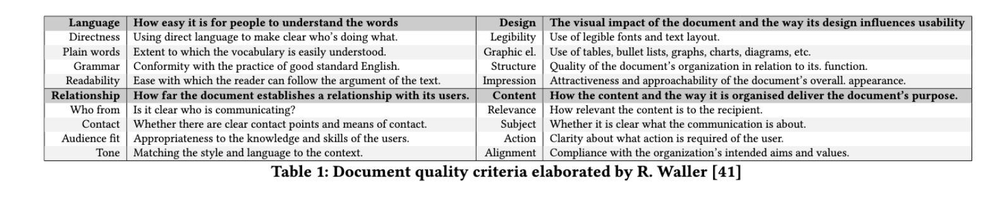 Language How easy it is for people to understand the words Design The visual impact of the document and the way its design influences usability
Directness Using direct language to make clear who's doing what. Legibility Use of legible fonts and text layout.
Plain words Extent to which the vocabulary is easily understood. Graphic el. Use of tables, bullet lists, graphs, charts, diagrams, etc.
Grammar Conformity with the practice of good standard English. Structure Quality of the document's organization in relation to its. function.
Readability Ease with which the reader can follow the argument of the text. Impression Attractiveness and approachability of the document's overall. appearance.
Relationship How far the document establishes a relationship with its users. Content How the content and the way it is organised deliver the document's purpose.
Who from Is it clear who is communicating? Relevance How relevant the content is to the recipient.
Contact Whether there are clear contact points and means of contact. Subject Whether it is clear what the communication is about.
Audience fit Appropriateness to the knowledge and skills of the users. Action Clarity about what action is required of the user.
Tone Matching the style and language to the context. Alignment Compliance with the organization's intended aims and values.
Table 1: Document quality criteria elaborated by R. Waller [41]